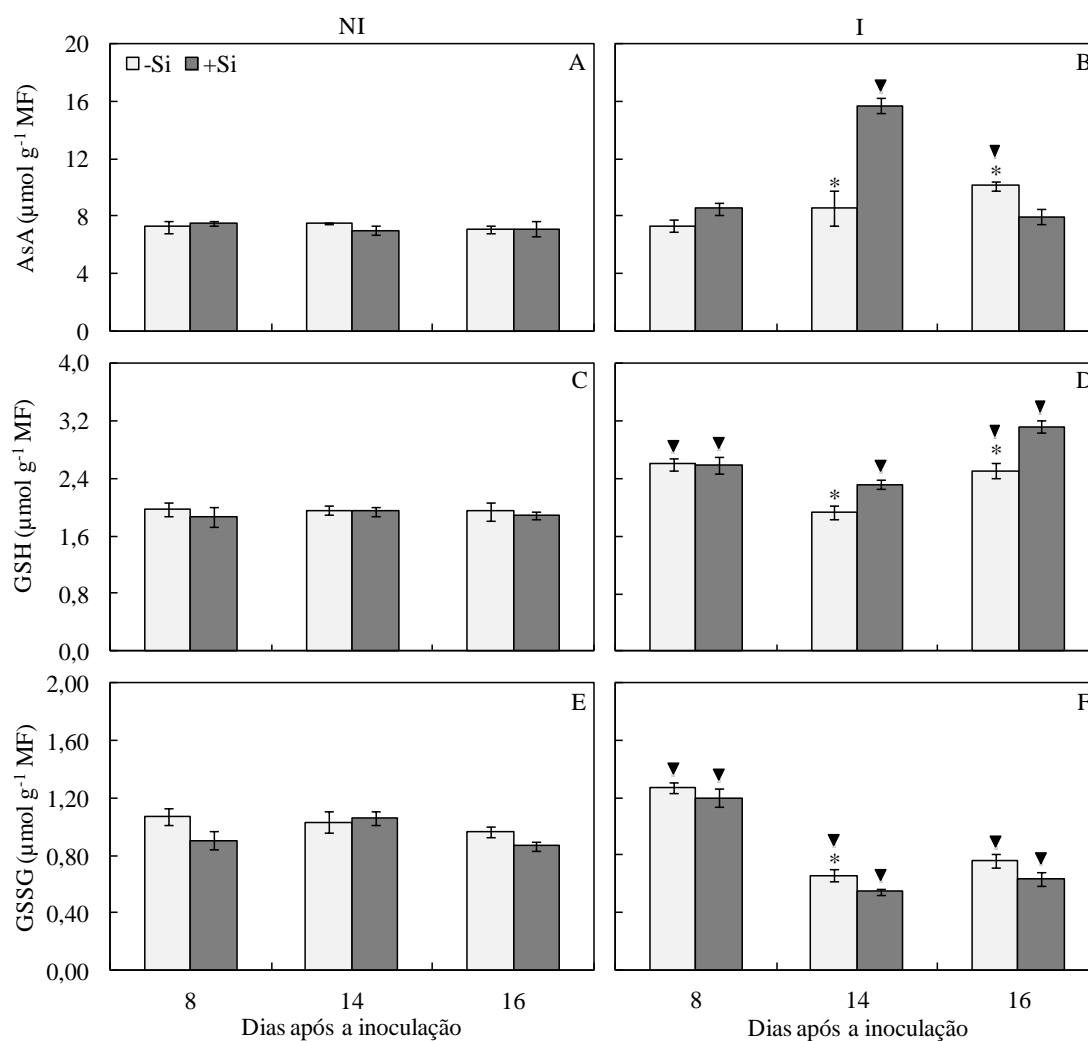 NI
I
20
16
12
8
4
0
AsA (µmol g-1 MF)
-Si +Si
A
B
*
*
4,0
3,2
2,4
1,6
0,8
0,0
GSH (µmol g-1 MF)
C
D
*
*
2,00
1,60
1,20
0,80
0,40
0,00
GSSG (µmol g-1 MF)
E
F
*
8 14 16
Dias após a inoculação
8 14 16
Dias após a inoculação